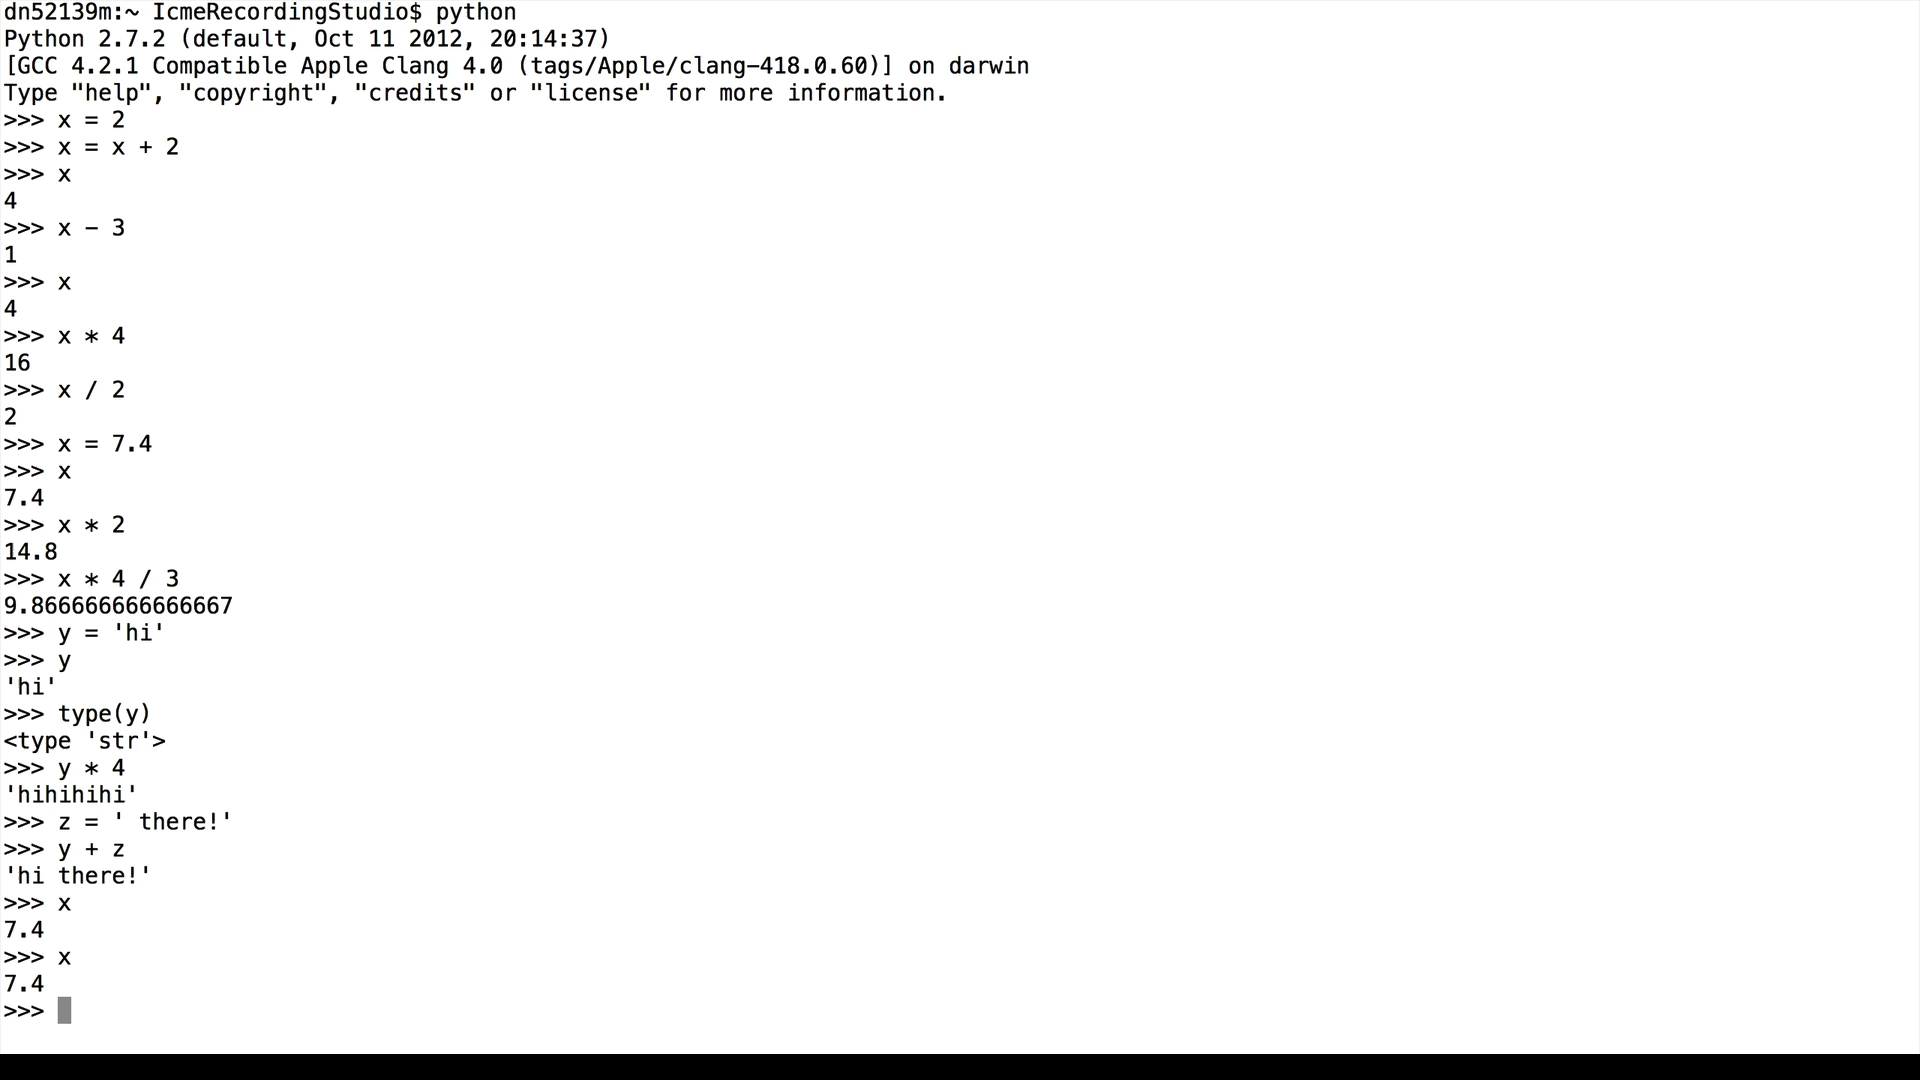 dn52139m:~ IcmeRecordingStudio$ python
Python 2.7.2 (default, Oct 11 2012, 20:14:37)
[GCC 4.2.1 Compatible Apple Clang 4.0 (tags/Apple/clang-418.0.60)] on darwin
Type "help", "copyright", "credits" or "license" for more information.
>>> x = 2
>>> x = x + 2
>>> x
4
>>> x - 3
1
>>> x
4
>>> x * 4
16
>>> x / 2
2
>>> x = 7.4
>>> x
7.4
>>> x * 2
14.8
>>> x * 4 / 3
9.866666666666667
>>> y = 'hi'
>>> y
'hi'
>>> type(y)
<type 'str'>
>>> y * 4
'hihihihi'
>>> z = ' there!'
>>> y + z
'hi there!'
>>> x
7.4
>>> x
7.4
>>>